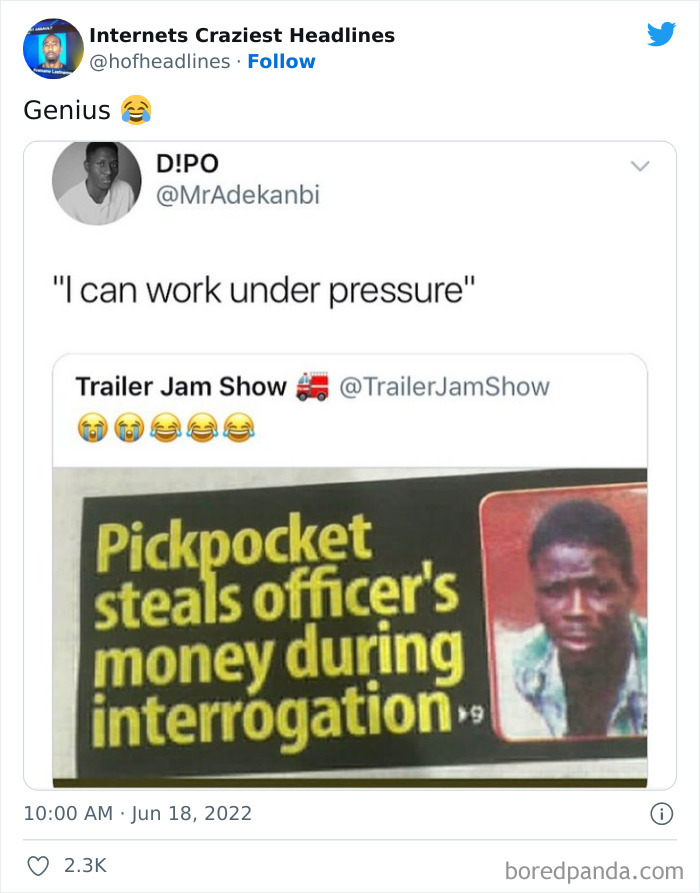 Internets Craziest Headlines
@hofheadlines · Follow
Genius 😂
D!PO
@MrAdekanbi
"I can work under pressure"
Trailer Jam Show 🚒 @TrailerJamShow
😭😭😂😂😂
Pickpocket
steals officer's
money during
interrogation ▸9
10:00 AM · Jun 18, 2022
2.3K
boredpanda.com